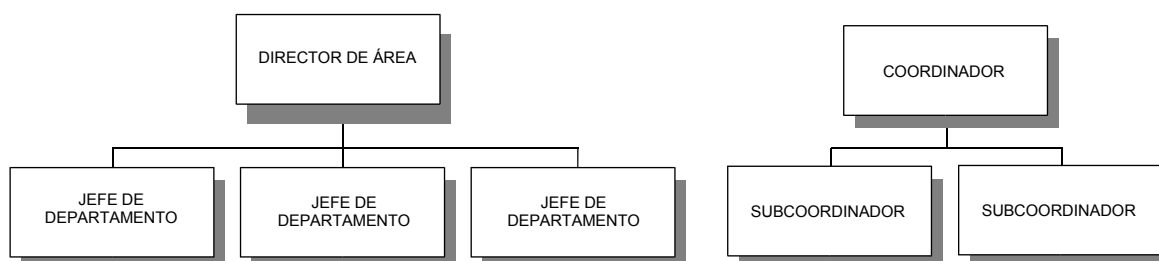 DIRECTOR DE ÁREA
COORDINADOR
JEFE DE
DEPARTAMENTO
JEFE DE
DEPARTAMENTO
JEFE DE
DEPARTAMENTO
SUBCOORDINADOR
SUBCOORDINADOR